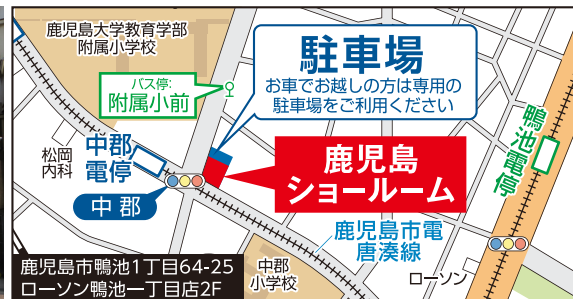 鹿児島大学教育学部
附属小学校
バス停:
附属小前
駐車場
お車でお越しの方は専用の
駐車場をご利用ください
鴨池電停
中郡
電停
松岡
内科
中郡
鹿児島
ショールーム
鹿児島市電
唐湊線
中郡
小学校
ローソン
鹿児島市鴨池1丁目64-25
ローソン鴨池一丁目店2F